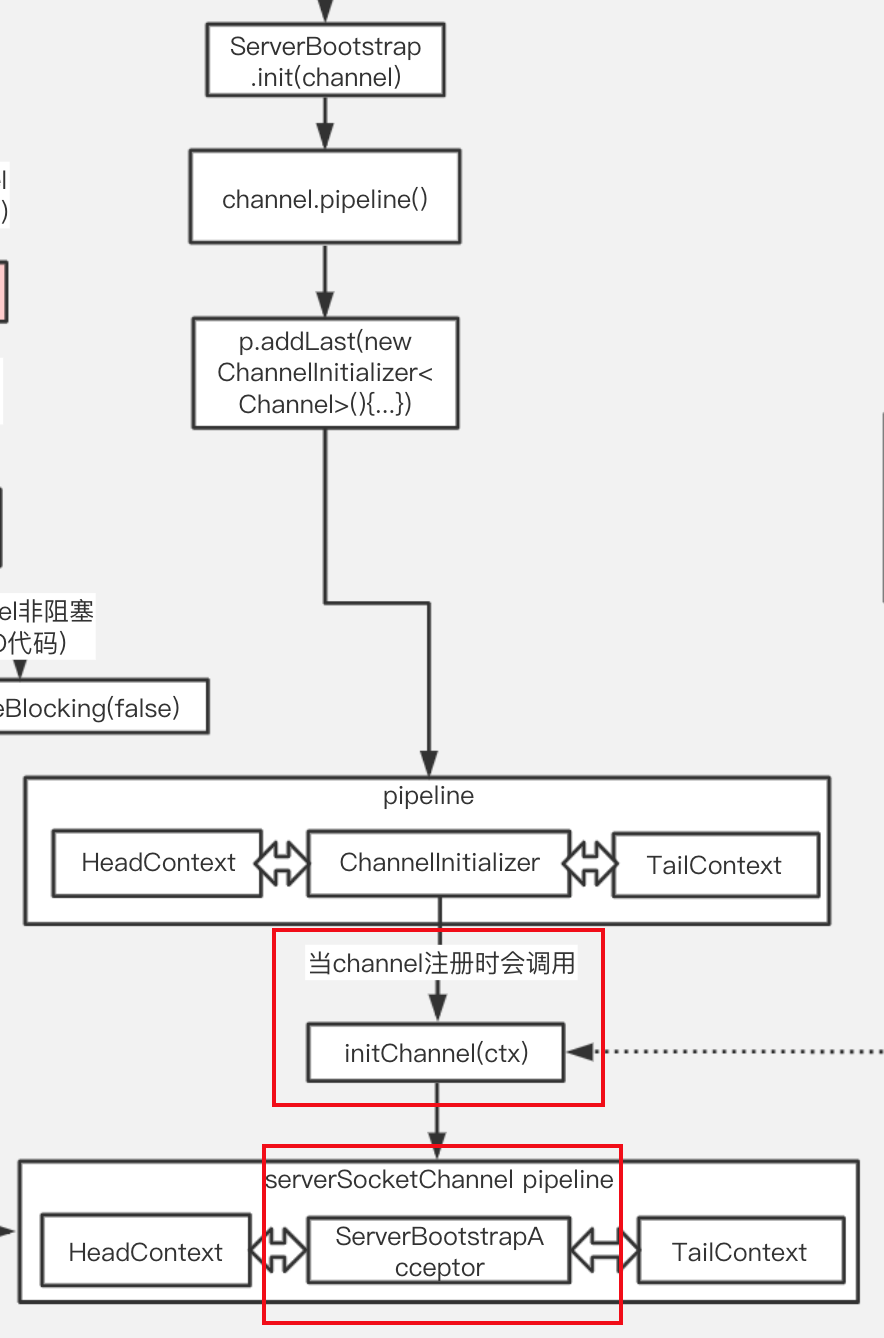 ServerBootstrap
.init(channel)
channel.pipeline()
)
p.addLast(new
ChannelInitializer<
Channel>(){...})
el非阻塞
代码)
eBlocking(false)
pipeline
HeadContext
ChannelInitializer
TailContext
当channel注册时会调用
initChannel(ctx)
serverSocketChannel pipeline
HeadContext
ServerBootstrapA
cceptor
TailContext